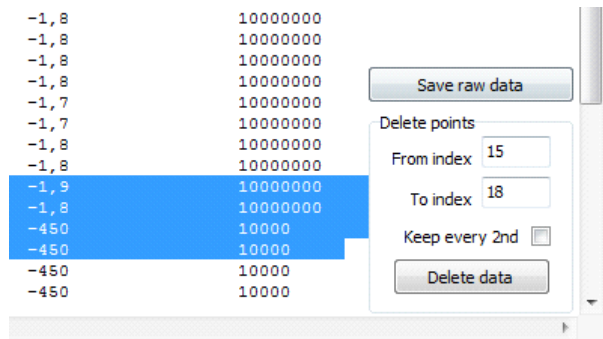 -1,8 10000000
-1,8 10000000
-1,8 10000000
-1,8 10000000
-1,7 10000000
-1,7 10000000
-1,8 10000000
-1,8 10000000
-1,9 10000000
-1,8 10000000
-450 10000
-450 10000
-450 10000
-450 10000
Save raw data
Delete points
From index 15
To index 18
Keep every 2nd
Delete data